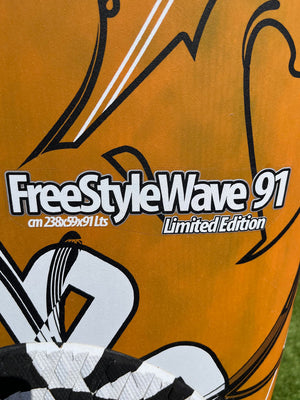 FreeStyleWave 91
cm 238x59x91 Lts
Limited Edition